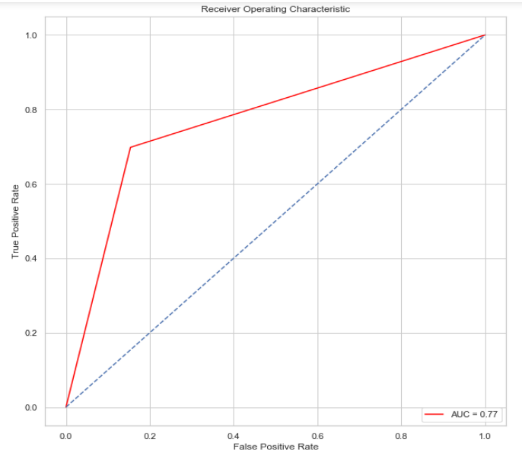 Receiver Operating Characteristic
1.0
0.8
0.6
0.4
0.2
0.0
True Positive Rate
AUC = 0.77
0.0 0.2 0.4 0.6 0.8 1.0
False Positive Rate